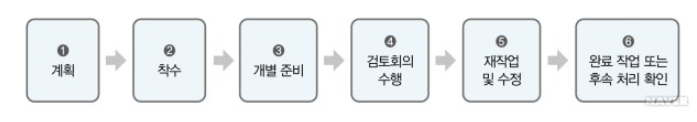 ❶
계획
❷
착수
❸
개별 준비
❹
검토회의
수행
❺
재작업
및 수정
❻
완료 작업 또는
후속 처리 확인
NAVER